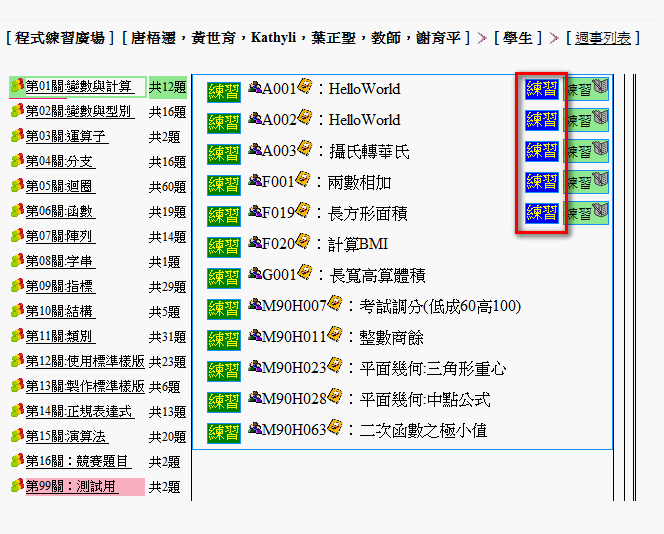 [ 程式練習廣場 ] [ 唐梧遷，黃世育，Kathyli，葉正聖，教師，謝育平 ] > [ 學生 ] > [ 週事列表 ]
第01關:變數與計算 共12題
第02關:變數與型別 共16題
第03關:運算子 共2題
第04關:分支 共16題
第05關:迴圈 共60題
第06關:函數 共19題
第07關:陣列 共14題
第08關:字串 共1題
第09關:指標 共29題
第10關:結構 共5題
第11關:類別 共31題
第12關:使用標準樣版 共23題
第13關:製作標準樣版 共6題
第14關:正規表達式 共13題
第15關:演算法 共20題
第16關：競賽題目 共2題
第99關：測試用 共2題
練習 A001：HelloWorld 練習 練習
練習 A002：HelloWorld 練習 練習
練習 A003：攝氏轉華氏 練習 練習
練習 F001：兩數相加 練習 練習
練習 F019：長方形面積 練習 練習
練習 F020：計算BMI
練習 G001：長寬高算體積
練習 M90H007：考試調分(低成60高100)
練習 M90H011：整數商餘
練習 M90H023：平面幾何:三角形重心
練習 M90H028：平面幾何:中點公式
練習 M90H063：二次函數之極小值